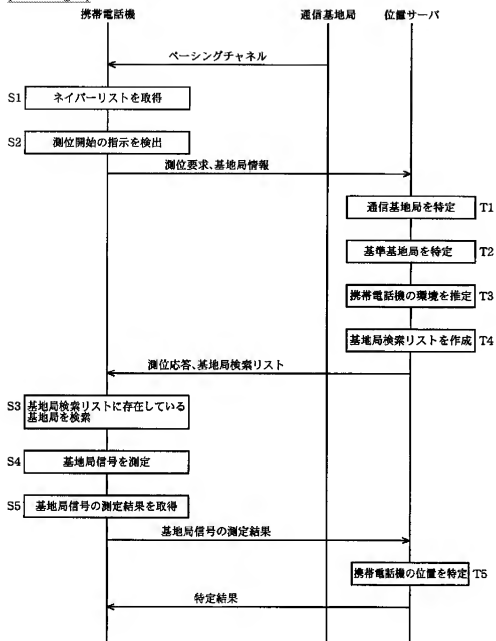 携帯電話機
通信基地局
位置サーバ
ページングチャネル
S1
ネイバーリストを取得
S2
測位開始の指示を検出
測位要求、基地局情報
通信基地局を特定
T1
基準基地局を特定
T2
携帯電話機の環境を推定
T3
基地局検索リストを作成
T4
測位応答、基地局検索リスト
S3
基地局検索リストに存在している
基地局を検索
S4
基地局信号を測定
S5
基地局信号の測定結果を取得
基地局信号の測定結果
携帯電話機の位置を特定
T5
特定結果